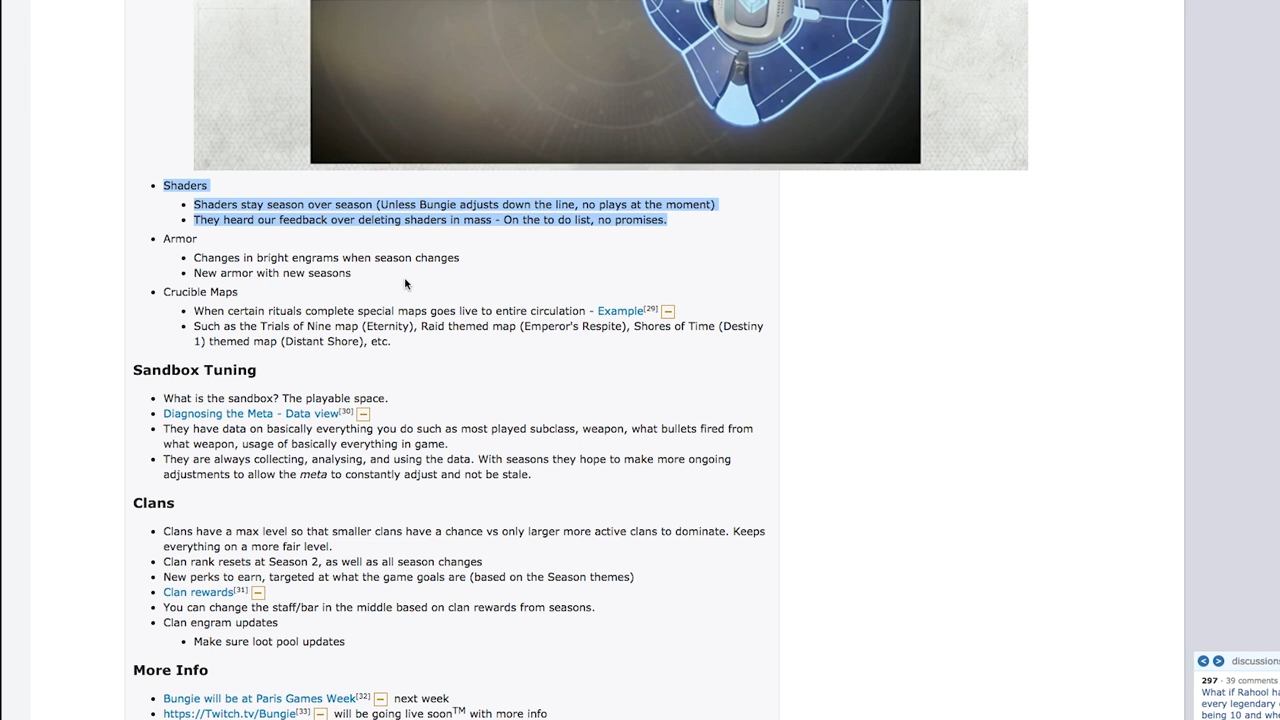 Shaders
Shaders stay season over season (Unless Bungie adjusts down the line, no plays at the moment)
They heard our feedback over deleting shaders in mass - On the to do list, no promises.
Armor
Changes in bright engrams when season changes
New armor with new seasons
Crucible Maps
When certain rituals complete special maps goes live to entire circulation - Example[29]
Such as the Trials of Nine map (Eternity), Raid themed map (Emperor's Respite), Shores of Time (Destiny
1) themed map (Distant Shore), etc.
Sandbox Tuning
What is the sandbox? The playable space.
Diagnosing the Meta - Data view[30]
They have data on basically everything you do such as most played subclass, weapon, what bullets fired from
what weapon, usage of basically everything in game.
They are always collecting, analysing, and using the data. With seasons they hope to make more ongoing
adjustments to allow the meta to constantly adjust and not be stale.
Clans
Clans have a max level so that smaller clans have a chance vs only larger more active clans to dominate. Keeps
everything on a more fair level.
Clan rank resets at Season 2, as well as all season changes
New perks to earn, targeted at what the game goals are (based on the Season themes)
Clan rewards[31]
You can change the staff/bar in the middle based on clan rewards from seasons.
Clan engram updates
Make sure loot pool updates
More Info
Bungie will be at Paris Games Week[32] next week
https://Twitch.tv/Bungie[33] will be going live soon™ with more info
discussions
297 · 39 comments
What if Rahool ha
every legendary
being 10 and whe